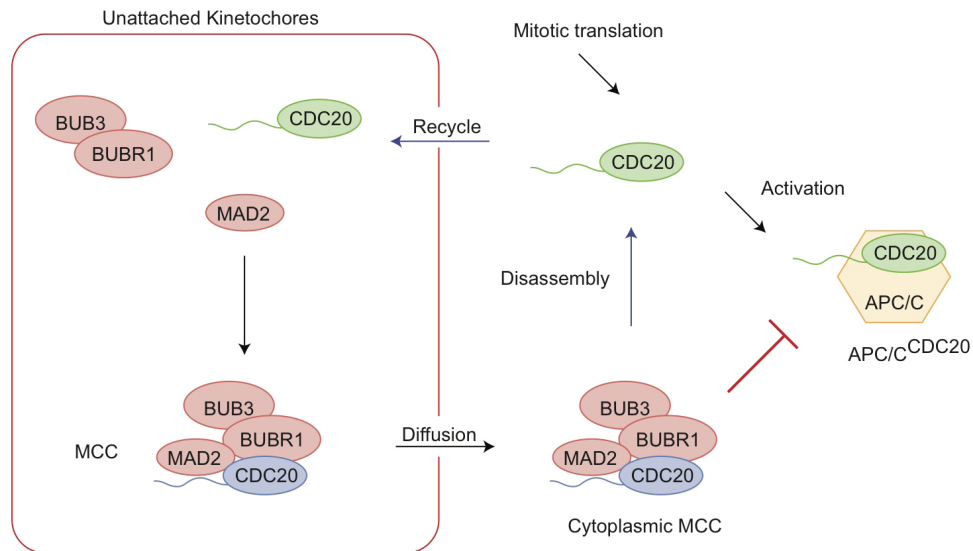 Unattached Kinetochores
Mitotic translation
BUB3
BUBR1
CDC20
Recycle
CDC20
MAD2
Activation
CDC20
APC/C
APC/CCDC20
Disassembly
BUB3
BUBR1
MAD2
CDC20
MCC
Diffusion
BUB3
BUBR1
MAD2
CDC20
Cytoplasmic MCC